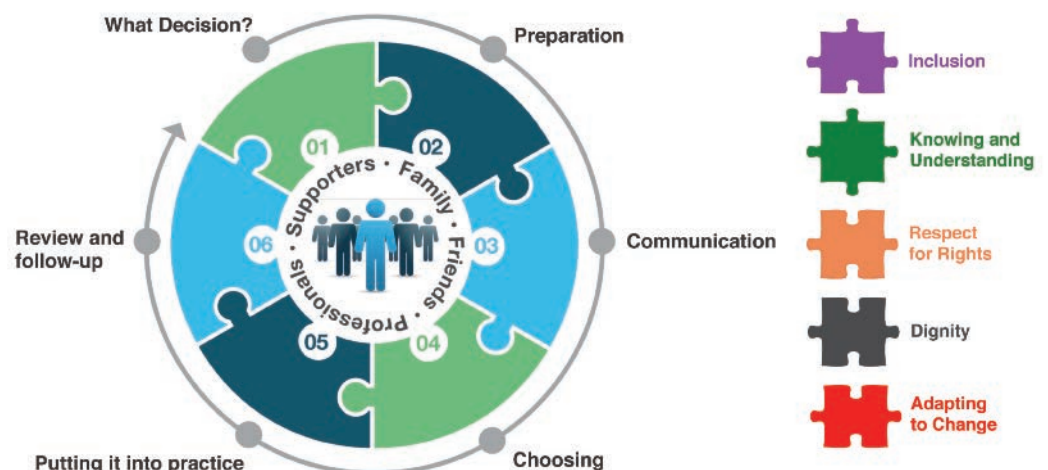 What Decision?
Preparation
Communication
Choosing
Putting it into practice
Review and
follow-up
01
02
03
04
05
06
Supporters · Family · Friends · Professionals ·
Inclusion
Knowing and
Understanding
Respect
for Rights
Dignity
Adapting
to Change